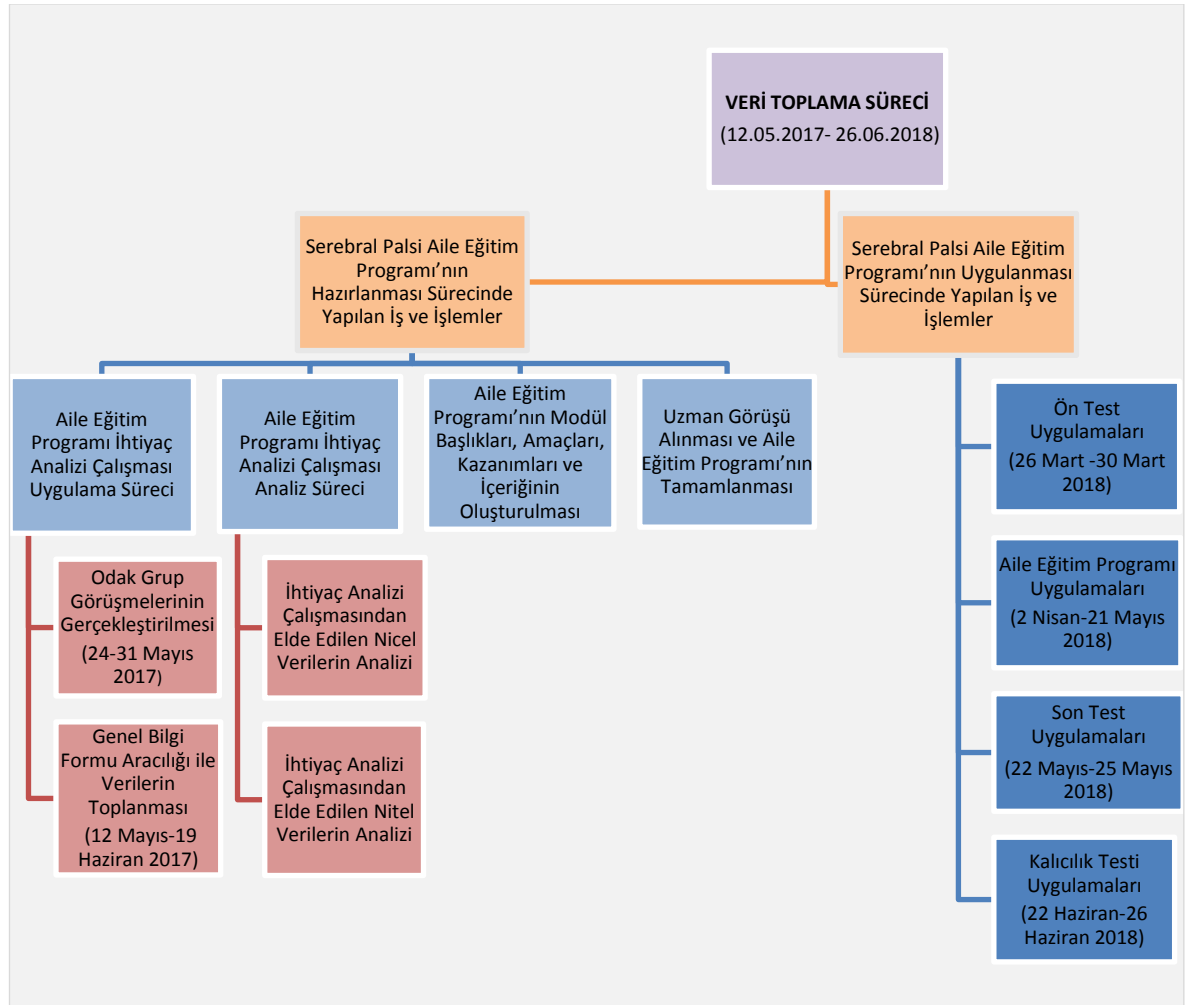 VERİ TOPLAMA SÜRECİ
(12.05.2017- 26.06.2018)
Serebral Palsi Aile Eğitim
Programı’nın
Hazırlanması Sürecinde
Yapılan İş ve İşlemler
Serebral Palsi Aile Eğitim
Programı’nın Uygulanması
Sürecinde Yapılan İş ve
İşlemler
Aile Eğitim
Programı İhtiyaç
Analizi Çalışması
Uygulama Süreci
Aile Eğitim
Programı İhtiyaç
Analizi Çalışması
Analiz Süreci
Aile Eğitim
Programı’nın Modül
Başlıkları, Amaçları,
Kazanımları ve
İçeriğinin
Oluşturulması
Uzman Görüşü
Alınması ve Aile
Eğitim Programı’nın
Tamamlanması
Odak Grup
Görüşmelerinin
Gerçekleştirilmesi
(24-31 Mayıs
2017)
Genel Bilgi
Formu Aracılığı ile
Verilerin
Toplanması
(12 Mayıs-19
Haziran 2017)
İhtiyaç Analizi
Çalışmasından
Elde Edilen Nicel
Verilerin Analizi
İhtiyaç Analizi
Çalışmasından
Elde Edilen Nitel
Verilerin Analizi
Ön Test
Uygulamaları
(26 Mart -30 Mart
2018)
Aile Eğitim Programı
Uygulamaları
(2 Nisan-21 Mayıs
2018)
Son Test
Uygulamaları
(22 Mayıs-25 Mayıs
2018)
Kalıcılık Testi
Uygulamaları
(22 Haziran-26
Haziran 2018)